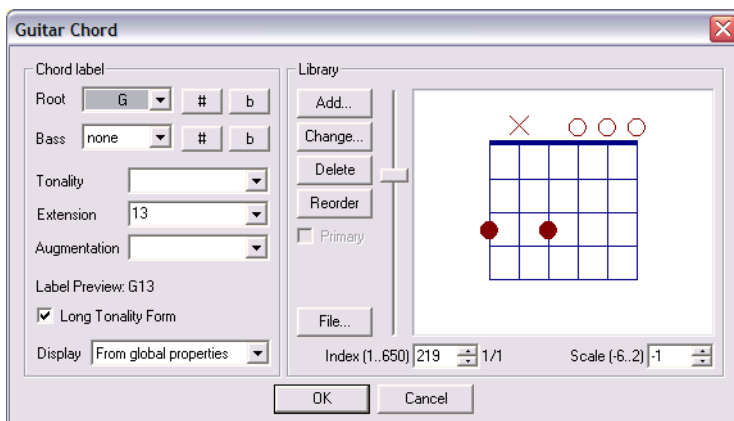 Guitar Chord
Chord label
Root G # b
Bass none # b
Tonality
Extension 13
Augmentation
Label Preview: G13
Long Tonality Form
Display From global properties
Library
Add...
Change...
Delete
Reorder
Primary
File...
Index (1..650) 219 1/1 Scale (-6..2) -1
OK Cancel